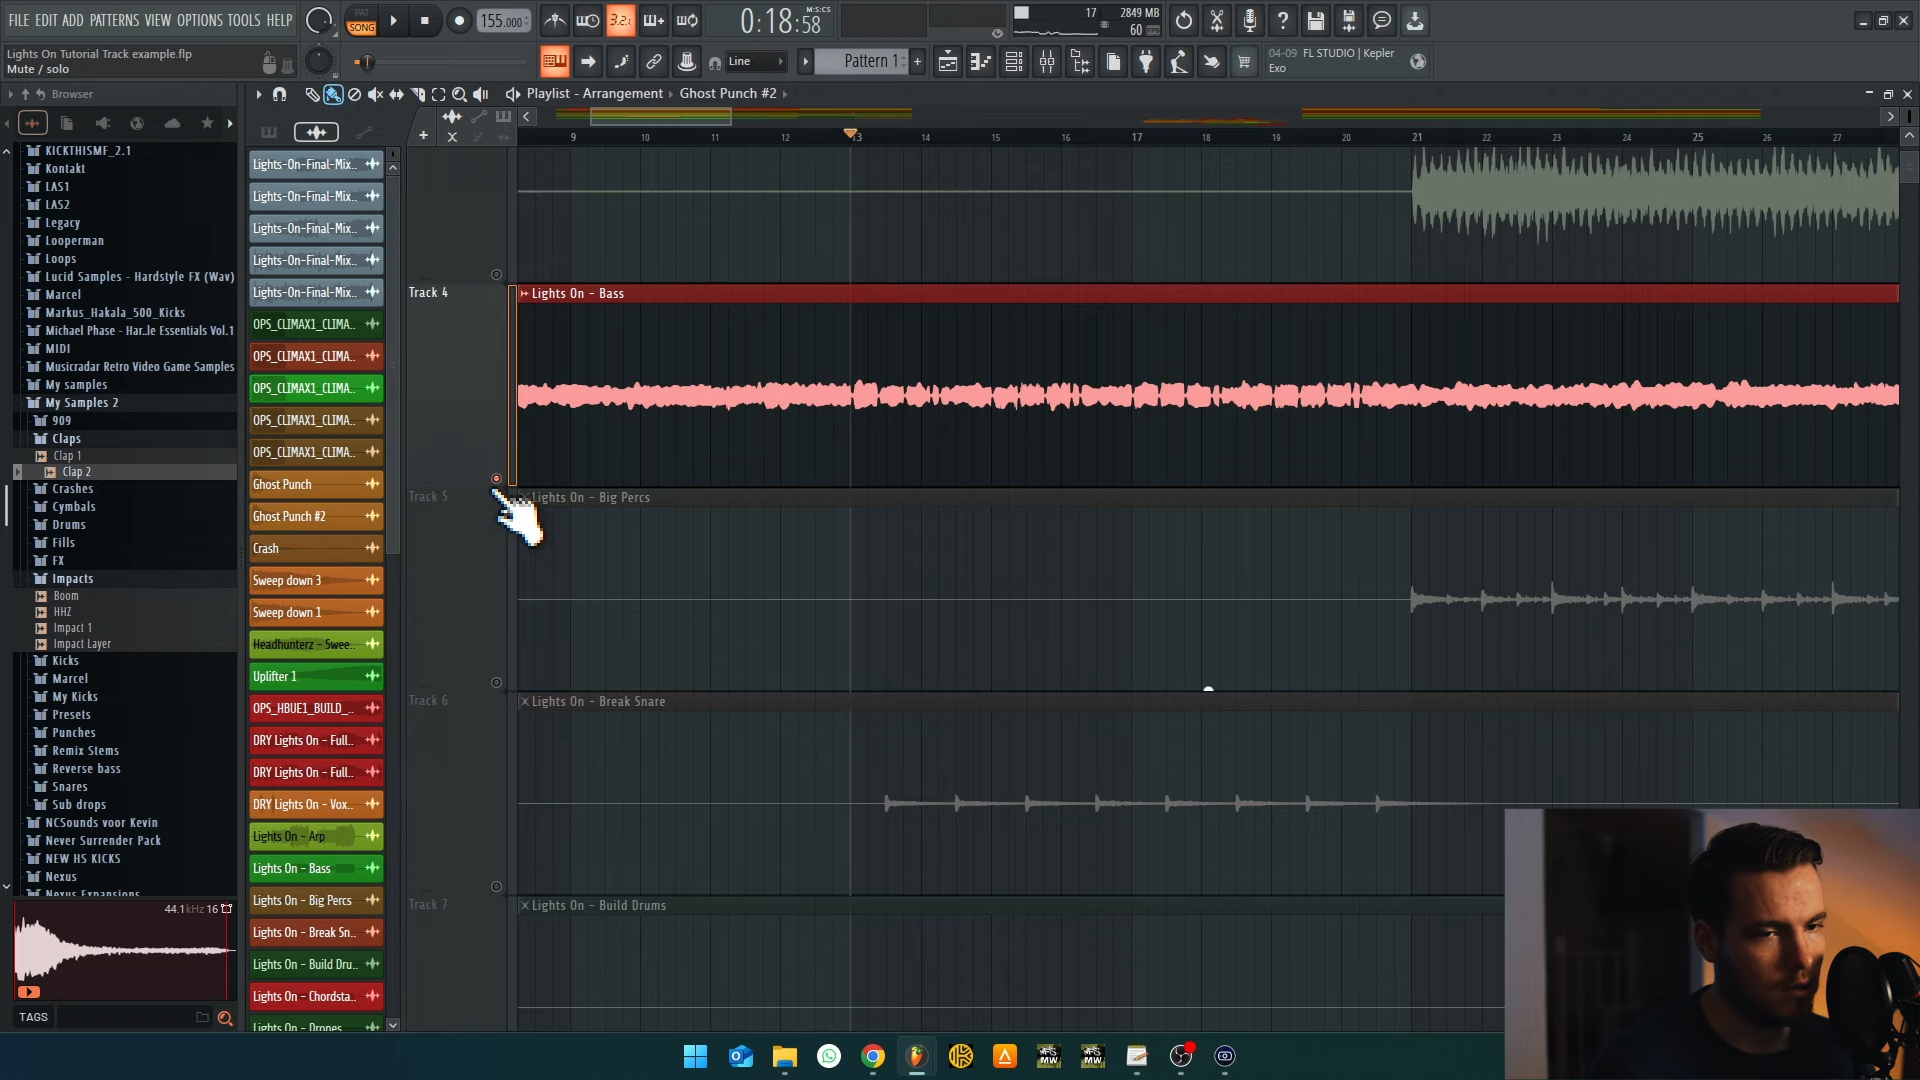 FILE EDIT ADD PATTERNS VIEW OPTIONS TOOLS HELP
PAT
SONG
155.000
3.2.
0:18:58
M:S:CS
17
2849 MB
60
Lights On Tutorial Track example.flp
Mute / solo
Line
Pattern 1
04-09 FL STUDIO | Kepler
Exo
Browser
Playlist - Arrangement › Ghost Punch #2 ›
9 10 11 12 13 14 15 16 17 18 19 20 21 22 23 24 25 26 27
KICKTHISMF_2.1
Kontakt
LAS1
LAS2
Legacy
Looperman
Loops
Lucid Samples - Hardstyle FX (Wav)
Marcel
Markus_Hakala_500_Kicks
Michael Phase - Har..le Essentials Vol.1
MIDI
Musicradar Retro Video Game Samples
My samples
My Samples 2
909
Claps
Clap 1
Clap 2
Crashes
Cymbals
Drums
Fills
FX
Impacts
Boom
HHZ
Impact 1
Impact Layer
Kicks
Marcel
My Kicks
Presets
Punches
Remix Stems
Reverse bass
Snares
Sub drops
NCSounds voor Kevin
Never Surrender Pack
NEW HS KICKS
Nexus
Nexus Expansions
44.1kHz 16
TAGS
Lights-On-Final-Mix..
Lights-On-Final-Mix..
Lights-On-Final-Mix..
Lights-On-Final-Mix..
Lights-On-Final-Mix..
OPS_CLIMAX1_CLIMA..
OPS_CLIMAX1_CLIMA..
OPS_CLIMAX1_CLIMA..
OPS_CLIMAX1_CLIMA..
OPS_CLIMAX1_CLIMA..
Ghost Punch
Ghost Punch #2
Crash
Sweep down 3
Sweep down 1
Headhunterz - Swee..
Uplifter 1
OPS_HBUE1_BUILD_..
DRY Lights On - Full..
DRY Lights On - Full..
DRY Lights On - Vox..
Lights On - Arp
Lights On - Bass
Lights On - Big Percs
Lights On - Break Sn..
Lights On - Build Dru..
Lights On - Chordsta..
Lights On - Drones
Track 4
Lights On - Bass
Track 5
Lights On - Big Percs
Track 6
Lights On - Break Snare
Track 7
Lights On - Build Drums